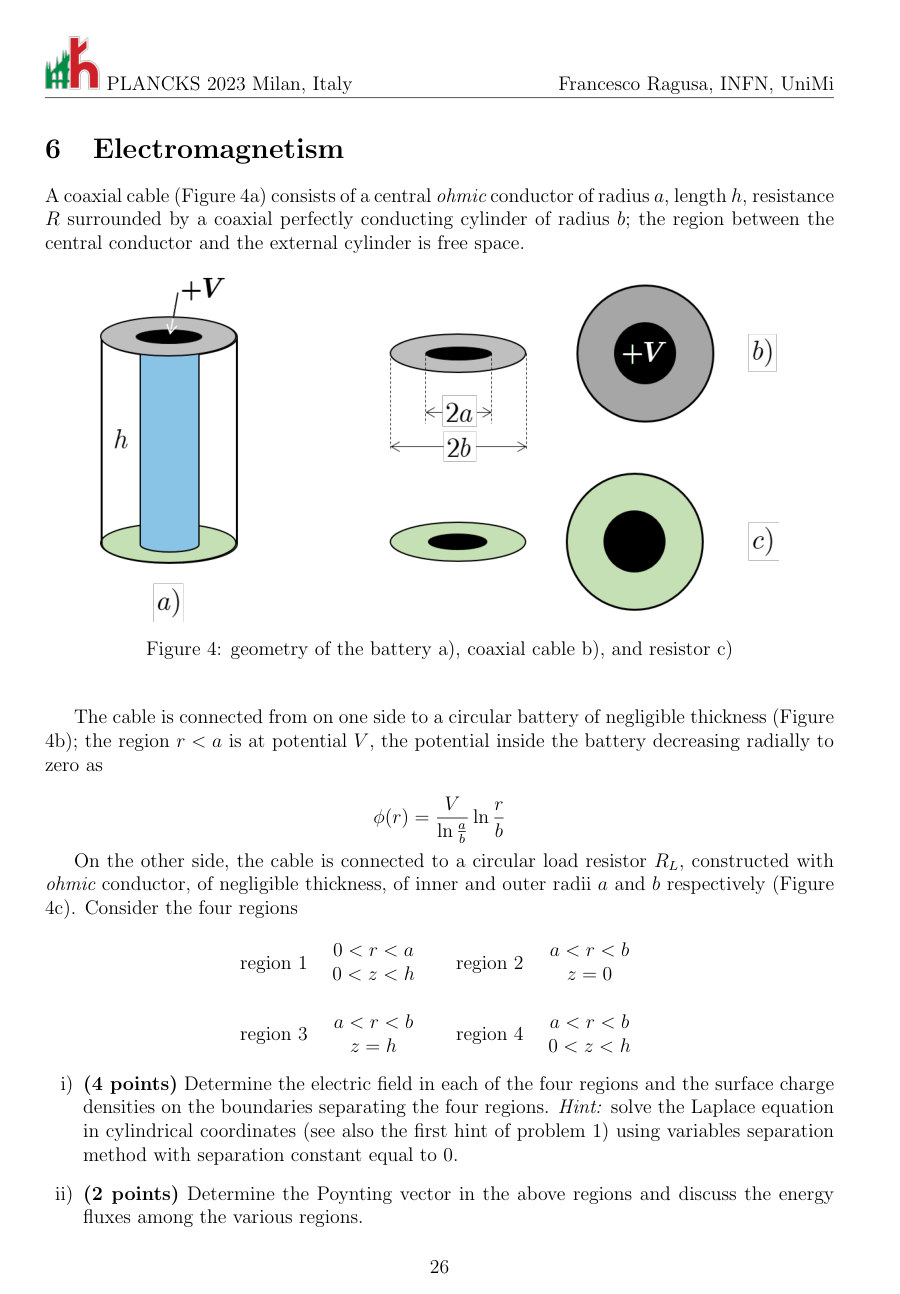 PLANCKS 2023 Milan, Italy Francesco Ragusa, INFN, UniMi
6 Electromagnetism
A coaxial cable (Figure 4a) consists of a central ohmic conductor of radius a, length h, resistance
R surrounded by a coaxial perfectly conducting cylinder of radius b; the region between the
central conductor and the external cylinder is free space.
+V
h
a)
2a
2b
+V
b)
c)
Figure 4: geometry of the battery a), coaxial cable b), and resistor c)
The cable is connected from on one side to a circular battery of negligible thickness (Figure
4b); the region r < a is at potential V, the potential inside the battery decreasing radially to
zero as
ϕ(r) = V / ln a/b ln r/b
On the other side, the cable is connected to a circular load resistor R_L, constructed with
ohmic conductor, of negligible thickness, of inner and outer radii a and b respectively (Figure
4c). Consider the four regions
region 1 0 < r < a 0 < z < h region 2 a < r < b z = 0
region 3 a < r < b z = h region 4 a < r < b 0 < z < h
i) (4 points) Determine the electric field in each of the four regions and the surface charge
densities on the boundaries separating the four regions. Hint: solve the Laplace equation
in cylindrical coordinates (see also the first hint of problem 1) using variables separation
method with separation constant equal to 0.
ii) (2 points) Determine the Poynting vector in the above regions and discuss the energy
fluxes among the various regions.
26